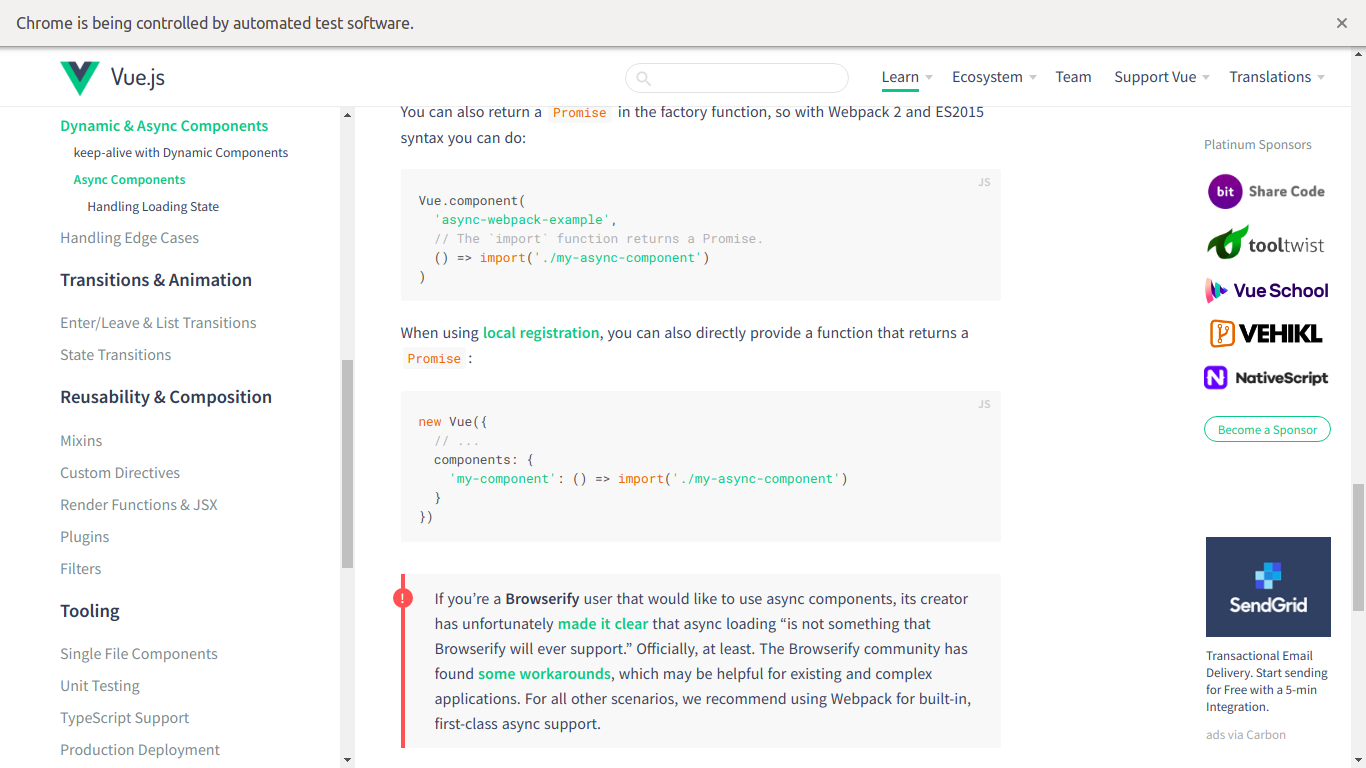 Chrome is being controlled by automated test software.
Vue.js
Learn
Ecosystem
Team
Support Vue
Translations
Dynamic & Async Components
keep-alive with Dynamic Components
Async Components
Handling Loading State
Handling Edge Cases
Transitions & Animation
Enter/Leave & List Transitions
State Transitions
Reusability & Composition
Mixins
Custom Directives
Render Functions & JSX
Plugins
Filters
Tooling
Single File Components
Unit Testing
TypeScript Support
Production Deployment
You can also return a Promise in the factory function, so with Webpack 2 and ES2015
syntax you can do:
JS
Vue.component(
  'async-webpack-example',
  // The `import` function returns a Promise.
  () => import('./my-async-component')
)
When using local registration, you can also directly provide a function that returns a
Promise :
JS
new Vue({
  // ...
  components: {
    'my-component': () => import('./my-async-component')
  }
})
!
If you’re a Browserify user that would like to use async components, its creator
has unfortunately made it clear that async loading “is not something that
Browserify will ever support.” Officially, at least. The Browserify community has
found some workarounds, which may be helpful for existing and complex
applications. For all other scenarios, we recommend using Webpack for built-in,
first-class async support.
Platinum Sponsors
bit Share Code
tooltwist
Vue School
VEHIKL
N NativeScript
Become a Sponsor
SendGrid
Transactional Email
Delivery. Start sending
for Free with a 5-min
Integration.
ads via Carbon